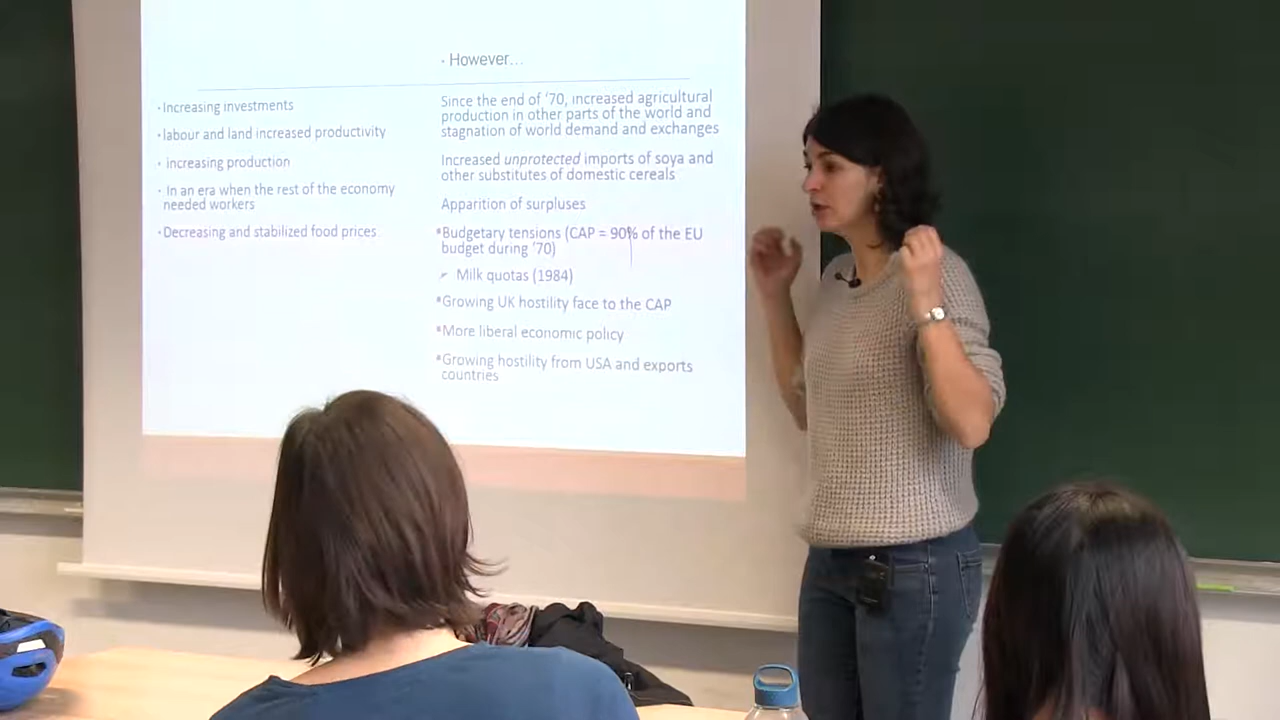 · However...
· Increasing investments
· labour and land increased productivity
· increasing production
· In an era when the rest of the economy
needed workers
· Decreasing and stabilized food prices
Since the end of '70, increased agricultural
production in other parts of the world and
stagnation of world demand and exchanges
Increased unprotected imports of soya and
other substitutes of domestic cereals
Apparition of surpluses
▪Budgetary tensions (CAP = 90% of the EU
budget during '70)
➢ Milk quotas (1984)
▪Growing UK hostility face to the CAP
▪More liberal economic policy
▪Growing hostility from USA and exports
countries